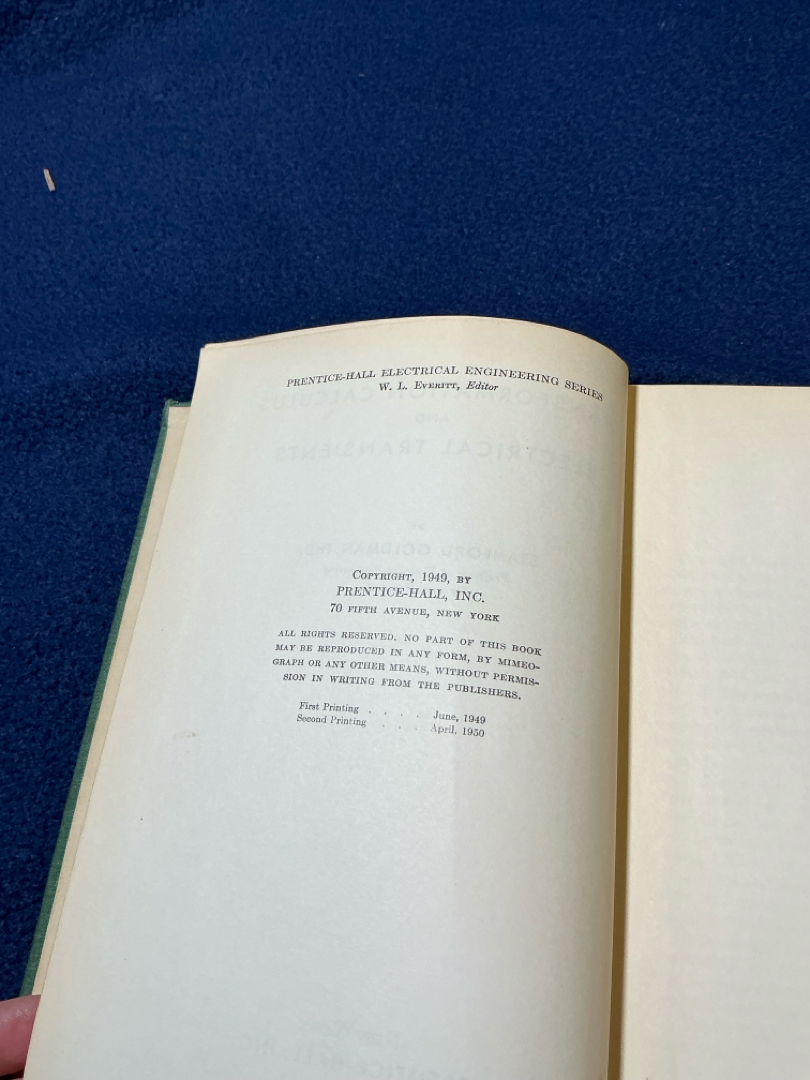 PRENTICE-HALL ELECTRICAL ENGINEERING SERIES
W. L. Everitt, Editor
Copyright, 1949, by
PRENTICE-HALL, INC.
70 FIFTH AVENUE, NEW YORK
ALL RIGHTS RESERVED. NO PART OF THIS BOOK
MAY BE REPRODUCED IN ANY FORM, BY MIMEO-
GRAPH OR ANY OTHER MEANS, WITHOUT PERMIS-
SION IN WRITING FROM THE PUBLISHERS.
First Printing . . . . June, 1949
Second Printing . . . April, 1950